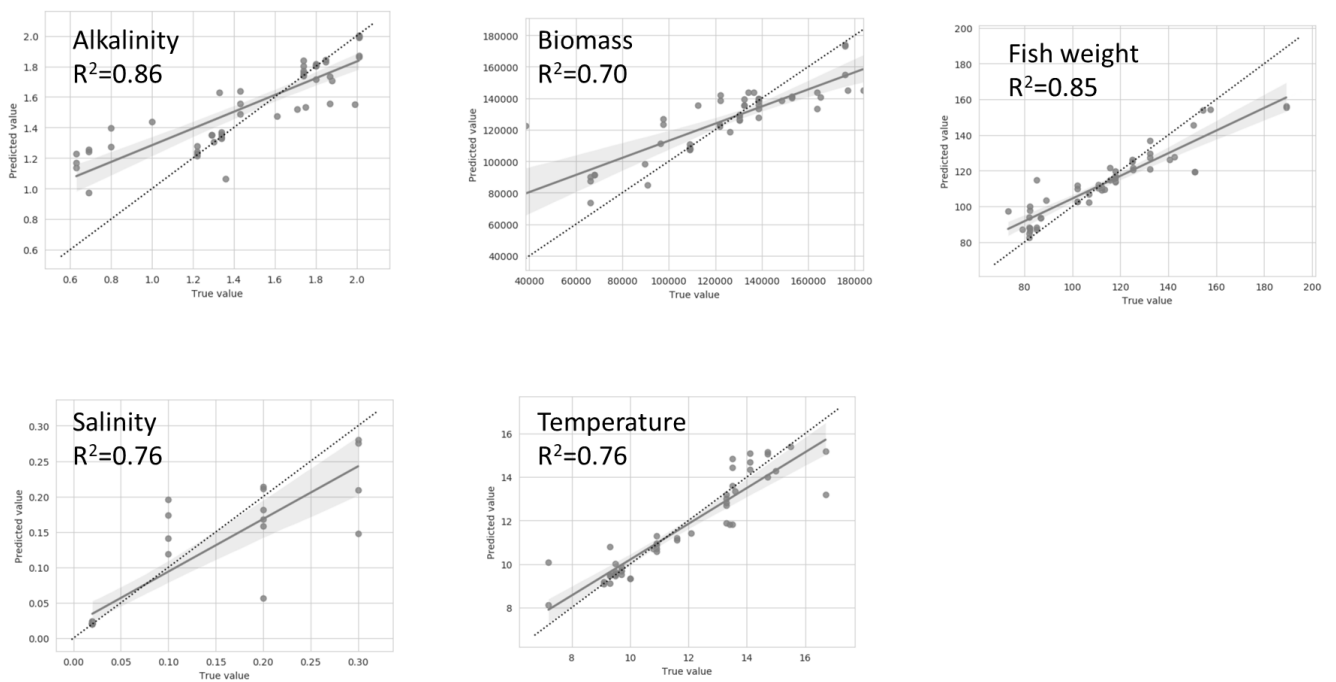 Alkalinity
R²=0.86
Predicted value
2.0
1.8
1.6
1.4
1.2
1.0
0.8
0.6
0.6 0.8 1.0 1.2 1.4 1.6 1.8 2.0
True value
Biomass
R²=0.70
Predicted value
180000
160000
140000
120000
100000
80000
60000
40000
40000 60000 80000 100000 120000 140000 160000 180000
True value
Fish weight
R²=0.85
Predicted value
200
180
160
140
120
100
80
80 100 120 140 160 180 200
True value
Salinity
R²=0.76
Predicted value
0.30
0.25
0.20
0.15
0.10
0.05
0.00
0.00 0.05 0.10 0.15 0.20 0.25 0.30
True value
Temperature
R²=0.76
Predicted value
16
14
12
10
8
8 10 12 14 16
True value